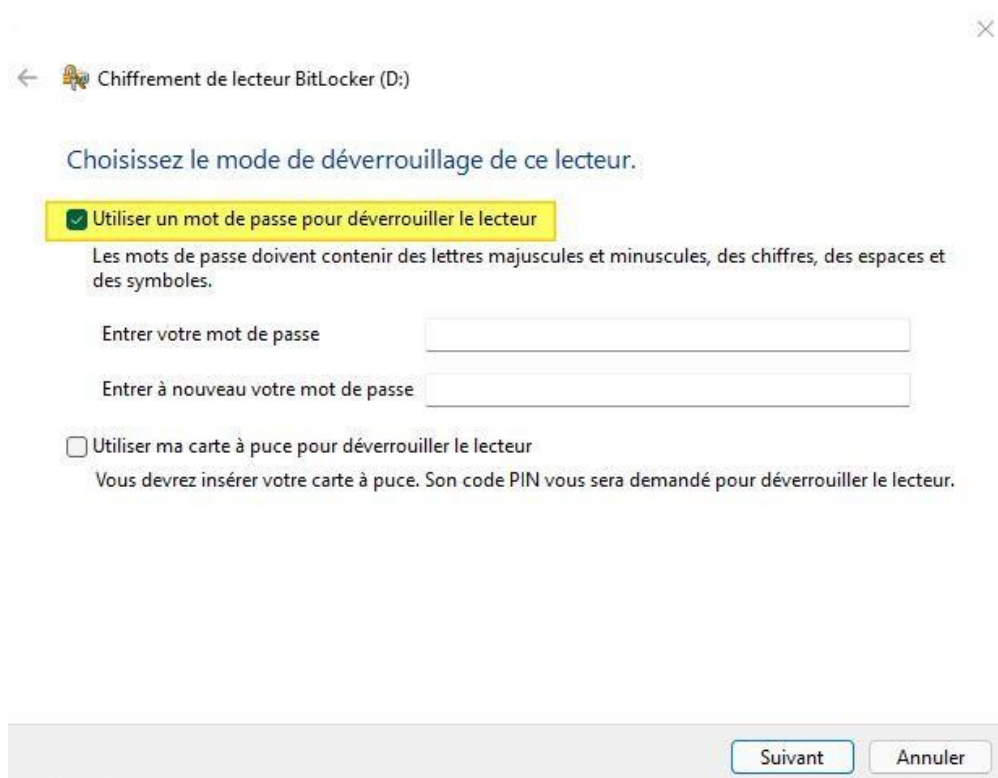 Chiffrement de lecteur BitLocker (D:)
Choisissez le mode de déverrouillage de ce lecteur.
Utiliser un mot de passe pour déverrouiller le lecteur
Les mots de passe doivent contenir des lettres majuscules et minuscules, des chiffres, des espaces et
des symboles.
Entrer votre mot de passe
Entrer à nouveau votre mot de passe
Utiliser ma carte à puce pour déverrouiller le lecteur
Vous devrez insérer votre carte à puce. Son code PIN vous sera demandé pour déverrouiller le lecteur.
Suivant Annuler